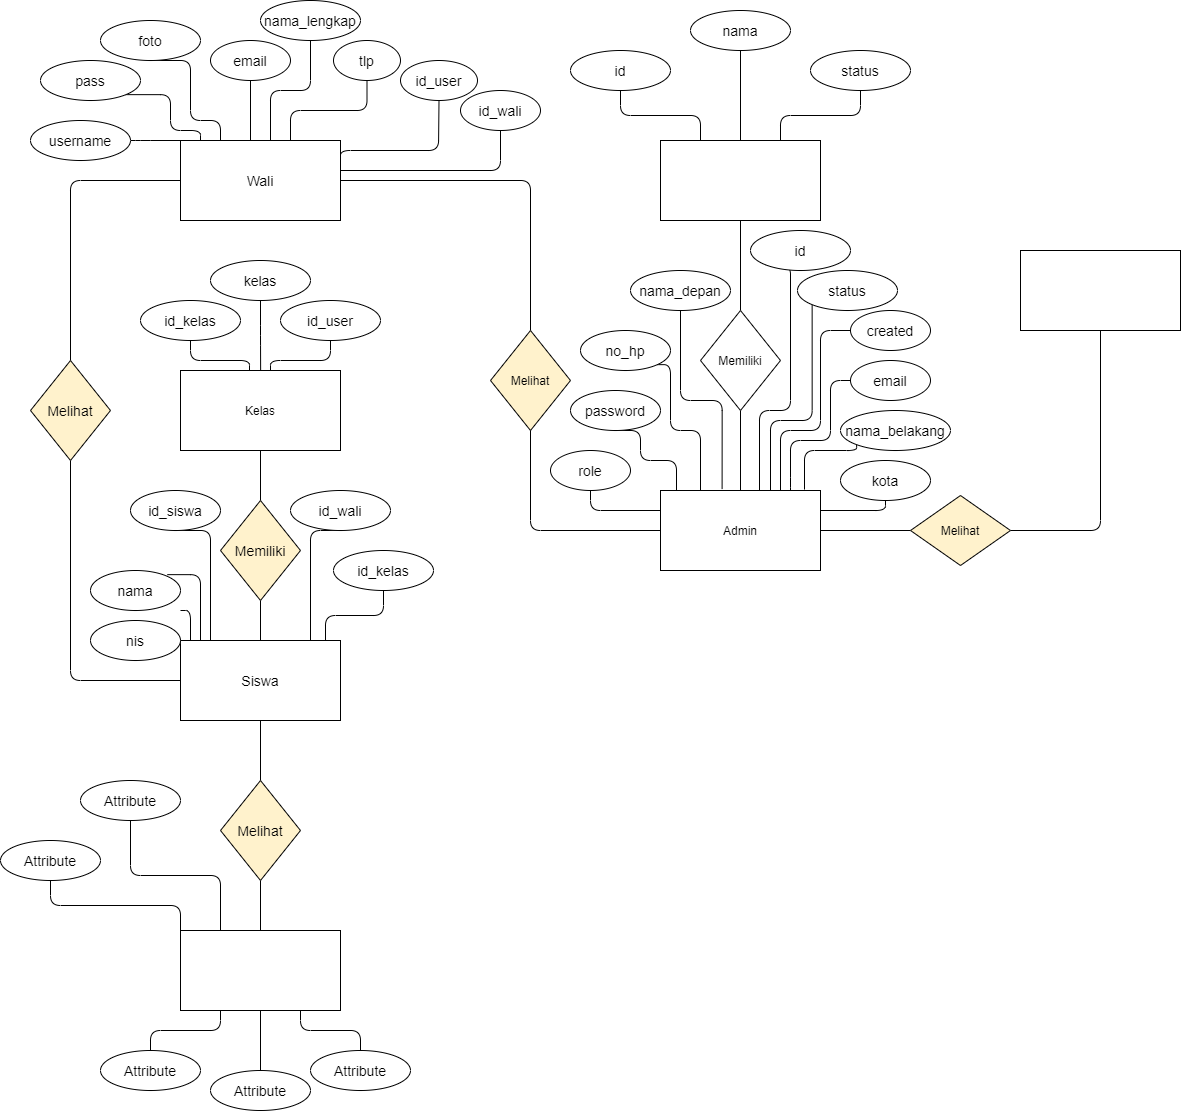 nama_lengkap
nama
foto
email
tlp
id
status
pass
id_user
id_wali
username
Wali
id
kelas
nama_depan
status
id_kelas
id_user
created
no_hp
Memiliki
Melihat
email
Melihat
Kelas
password
nama_belakang
role
kota
id_siswa
id_wali
Admin
Melihat
Memiliki
id_kelas
nama
nis
Siswa
Attribute
Melihat
Attribute
Attribute
Attribute
Attribute